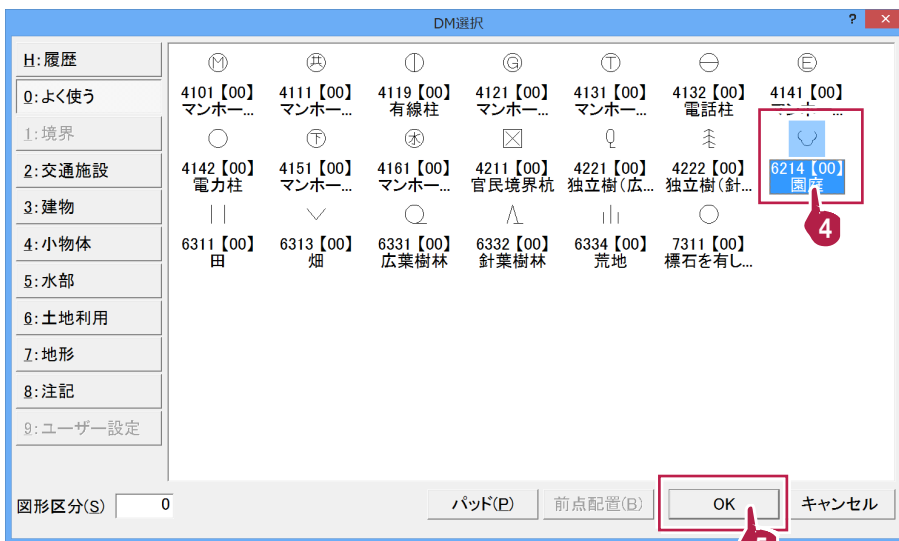 DM選択
?
×
H:履歴
0:よく使う
1:境界
2:交通施設
3:建物
4:小物体
5:水部
6:土地利用
7:地形
8:注記
9:ユーザー設定
M 共 G T E
4101【00】 4111【00】 4119【00】 4121【00】 4131【00】 4132【00】 4141【00】
マンホー... マンホー... 有線柱 マンホー... マンホー... 電話柱
下 水
4142【00】 4151【00】 4161【00】 4211【00】 4221【00】 4222【00】 6214【00】
電力柱 マンホー... マンホー... 官民境界杭 独立樹(広... 独立樹(針... 園庭
4
6311【00】 6313【00】 6331【00】 6332【00】 6334【00】 7311【00】
田 畑 広葉樹林 針葉樹林 荒地 標石を有し...
図形区分(S) 0 パッド(P) 前点配置(B) OK キャンセル